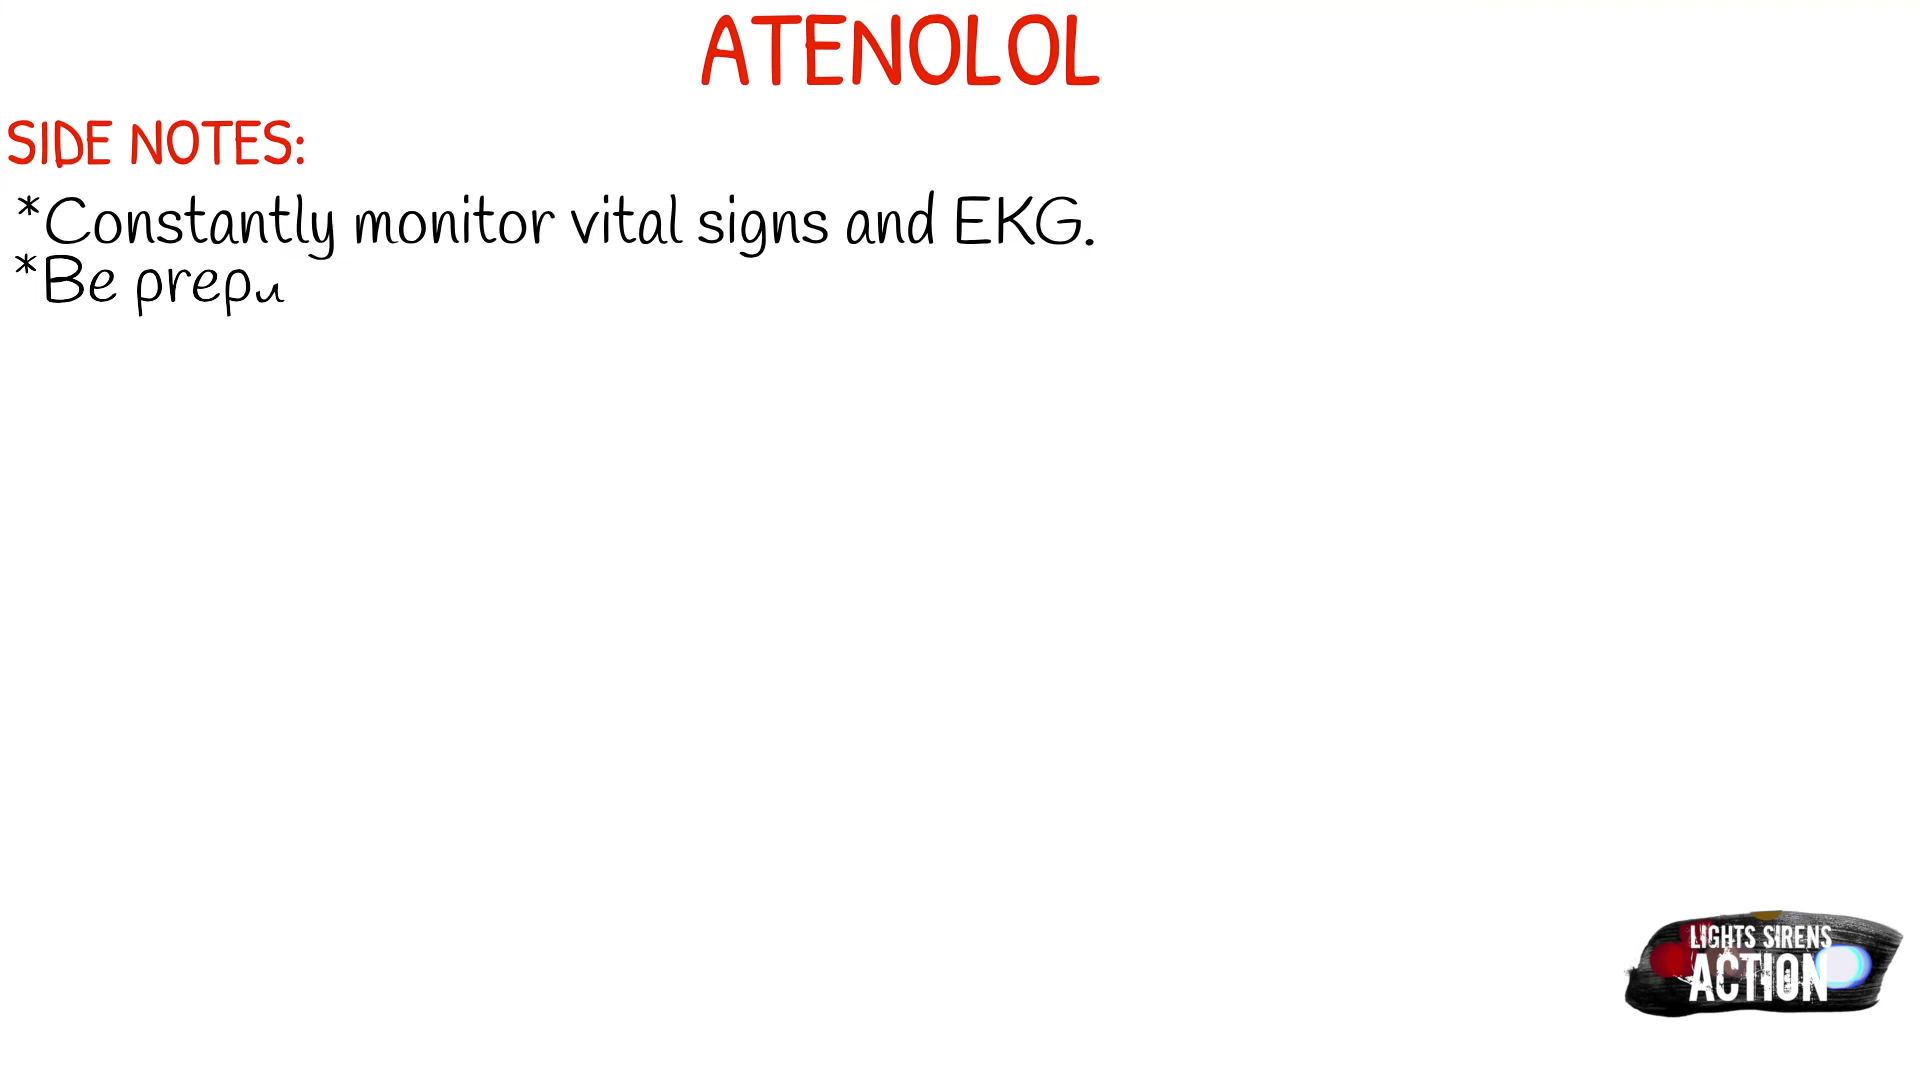 ATENOLOL
SIDE NOTES:
*Constantly monitor vital signs and EKG.
*Be prep
LIGHTS SIRENS
ACTION